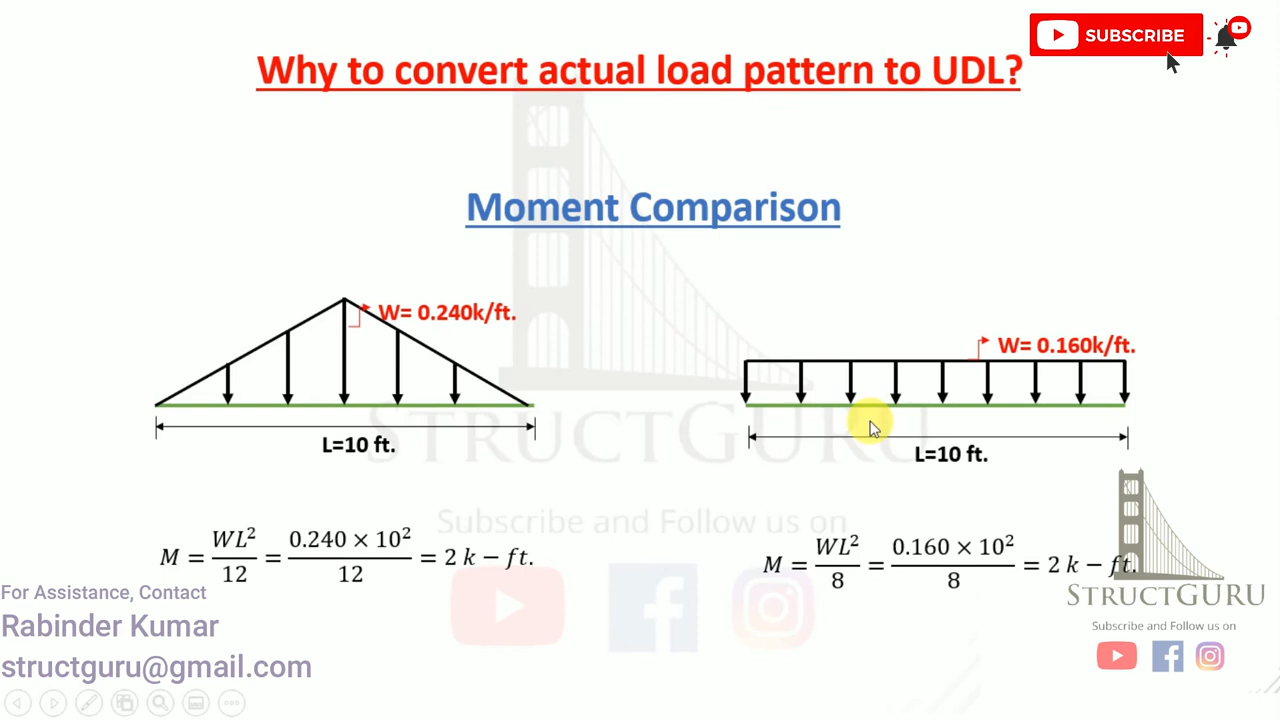 SUBSCRIBE
Why to convert actual load pattern to UDL?
Moment Comparison
W= 0.240k/ft.
W= 0.160k/ft.
L=10 ft.
L=10 ft.
STRUCTGURU
Subscribe and Follow us on
M = WL²/12 = 0.240 × 10²/12 = 2 k − ft.
M = WL²/8 = 0.160 × 10²/8 = 2 k − ft.
For Assistance, Contact
Rabinder Kumar
structguru@gmail.com
STRUCTGURU
Subscribe and Follow us on